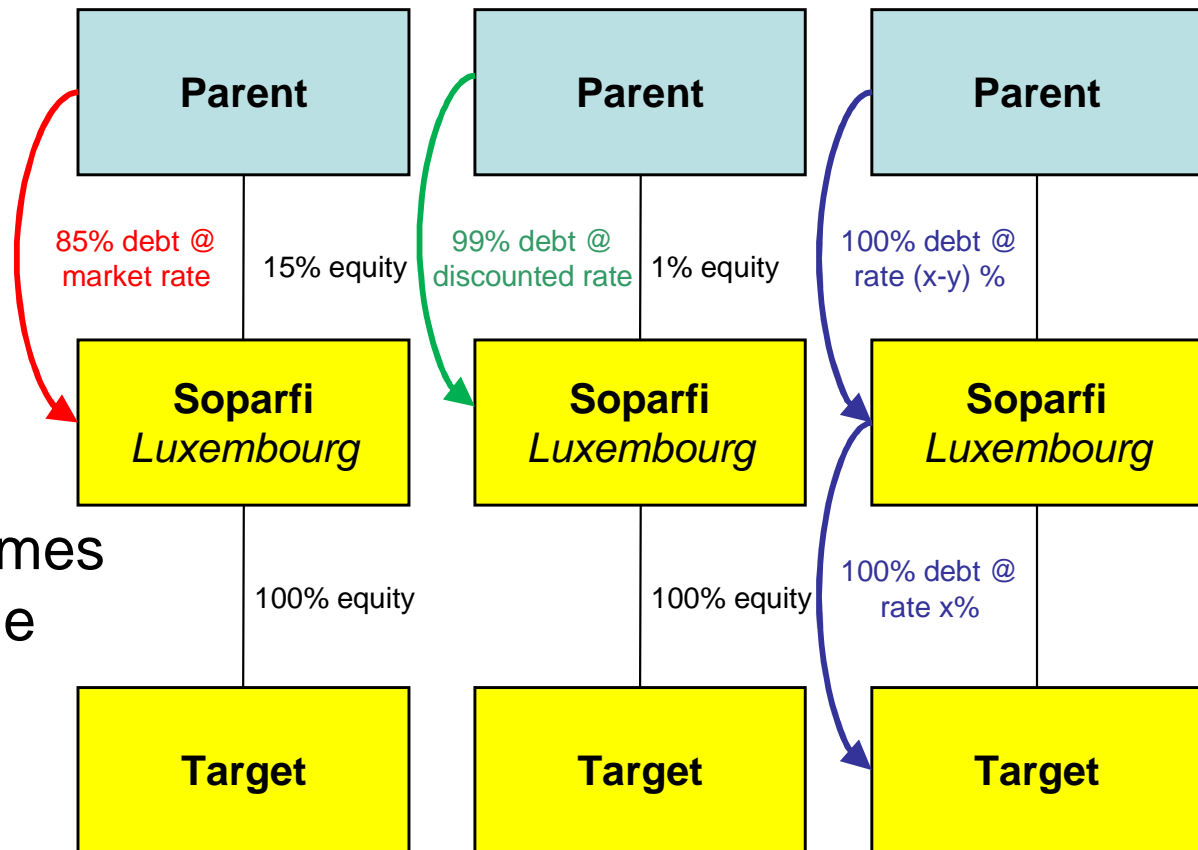 Parent
Parent
Parent
85% debt @
market rate
15% equity
99% debt @
discounted rate
1% equity
100% debt @
rate (x-y) %
Soparfi
Luxembourg
Soparfi
Luxembourg
Soparfi
Luxembourg
mes
e
100% equity
100% equity
100% debt @
rate x%
Target
Target
Target